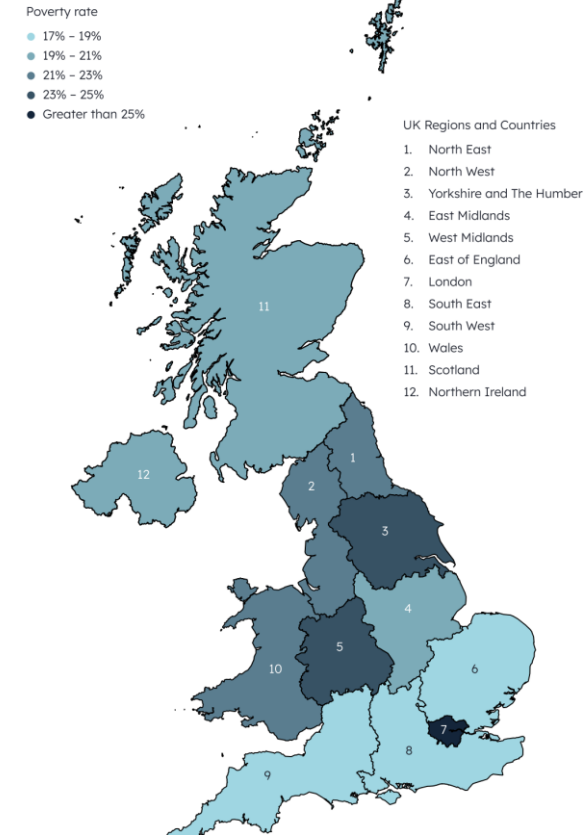 Poverty rate
17% – 19%
19% – 21%
21% – 23%
23% – 25%
Greater than 25%
UK Regions and Countries
1. North East
2. North West
3. Yorkshire and The Humber
4. East Midlands
5. West Midlands
6. East of England
7. London
8. South East
9. South West
10. Wales
11. Scotland
12. Northern Ireland
11
12
1
2
3
4
5
10
6
7
8
9